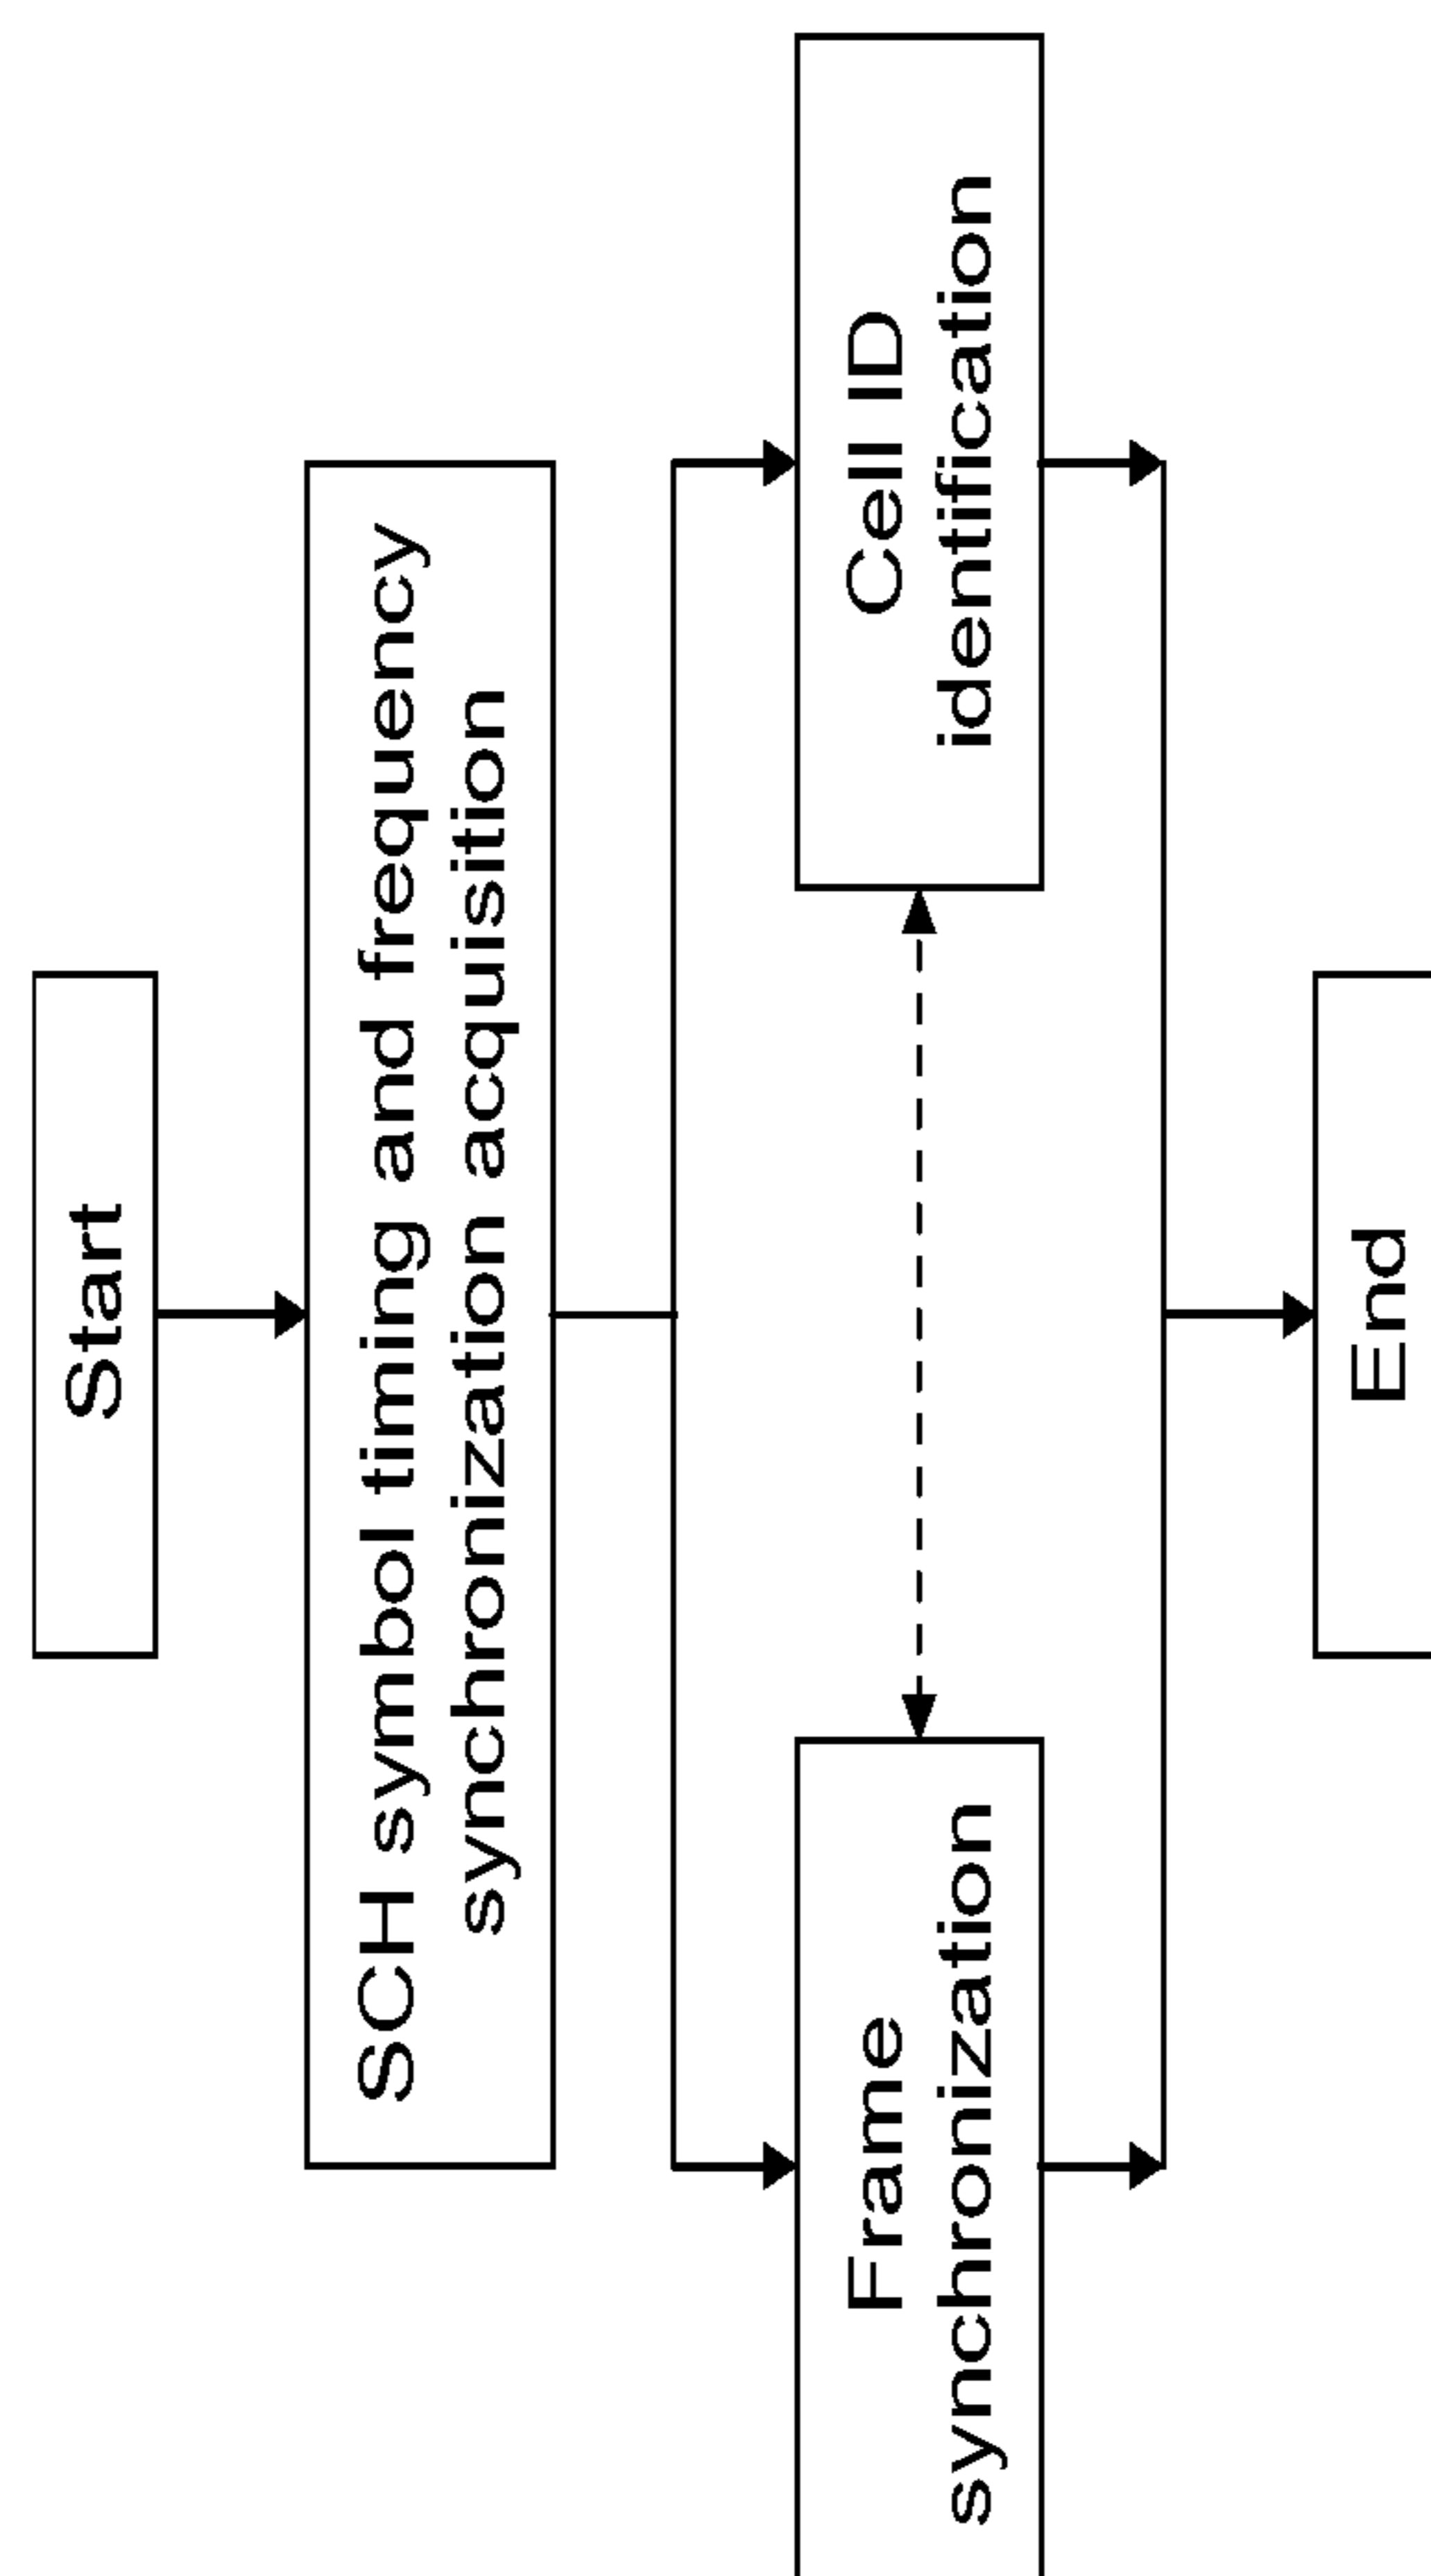 Start
SCH symbol timing and frequency
synchronization acquisition
Frame
synchronization
Cell ID
identification
End